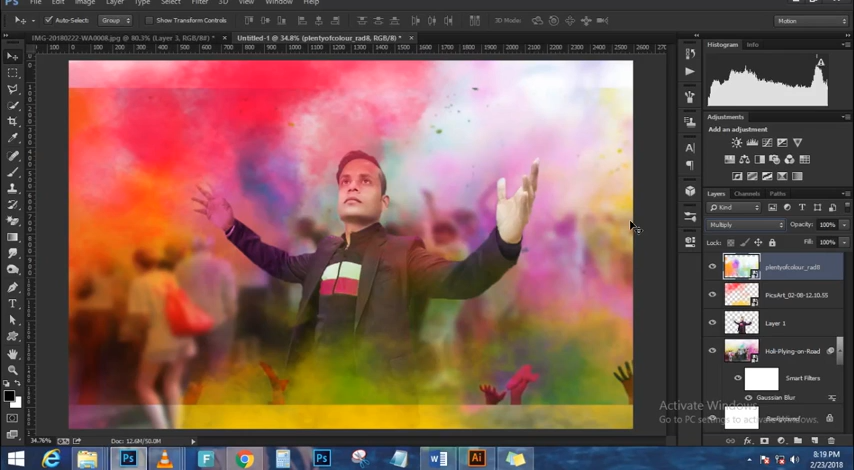 Ps File Edit Image Layer Type Select Filter 3D View Window Help
Auto-Select: Group Show Transform Controls 3D Mode: Motion
IMG-20180222-WA0008.jpg @ 80.3% (Layer 3, RGB/8#) * × Untitled-1 @ 34.8% (plentyofcolour_rad8, RGB/8) * ×
Histogram Info
Adjustments
Add an adjustment
Layers Channels Paths
Kind
Multiply Opacity: 100%
Lock: Fill: 100%
plentyofcolour_rad8
PicsArt_02-08-12.10.55
Layer 1
Holi-Plying-on-Road
Smart Filters
Gaussian Blur
Background
Activate Windows
Go to PC settings to activate Windows.
34.76% Doc: 12.6M/50.0M
8:19 PM
2/23/2018